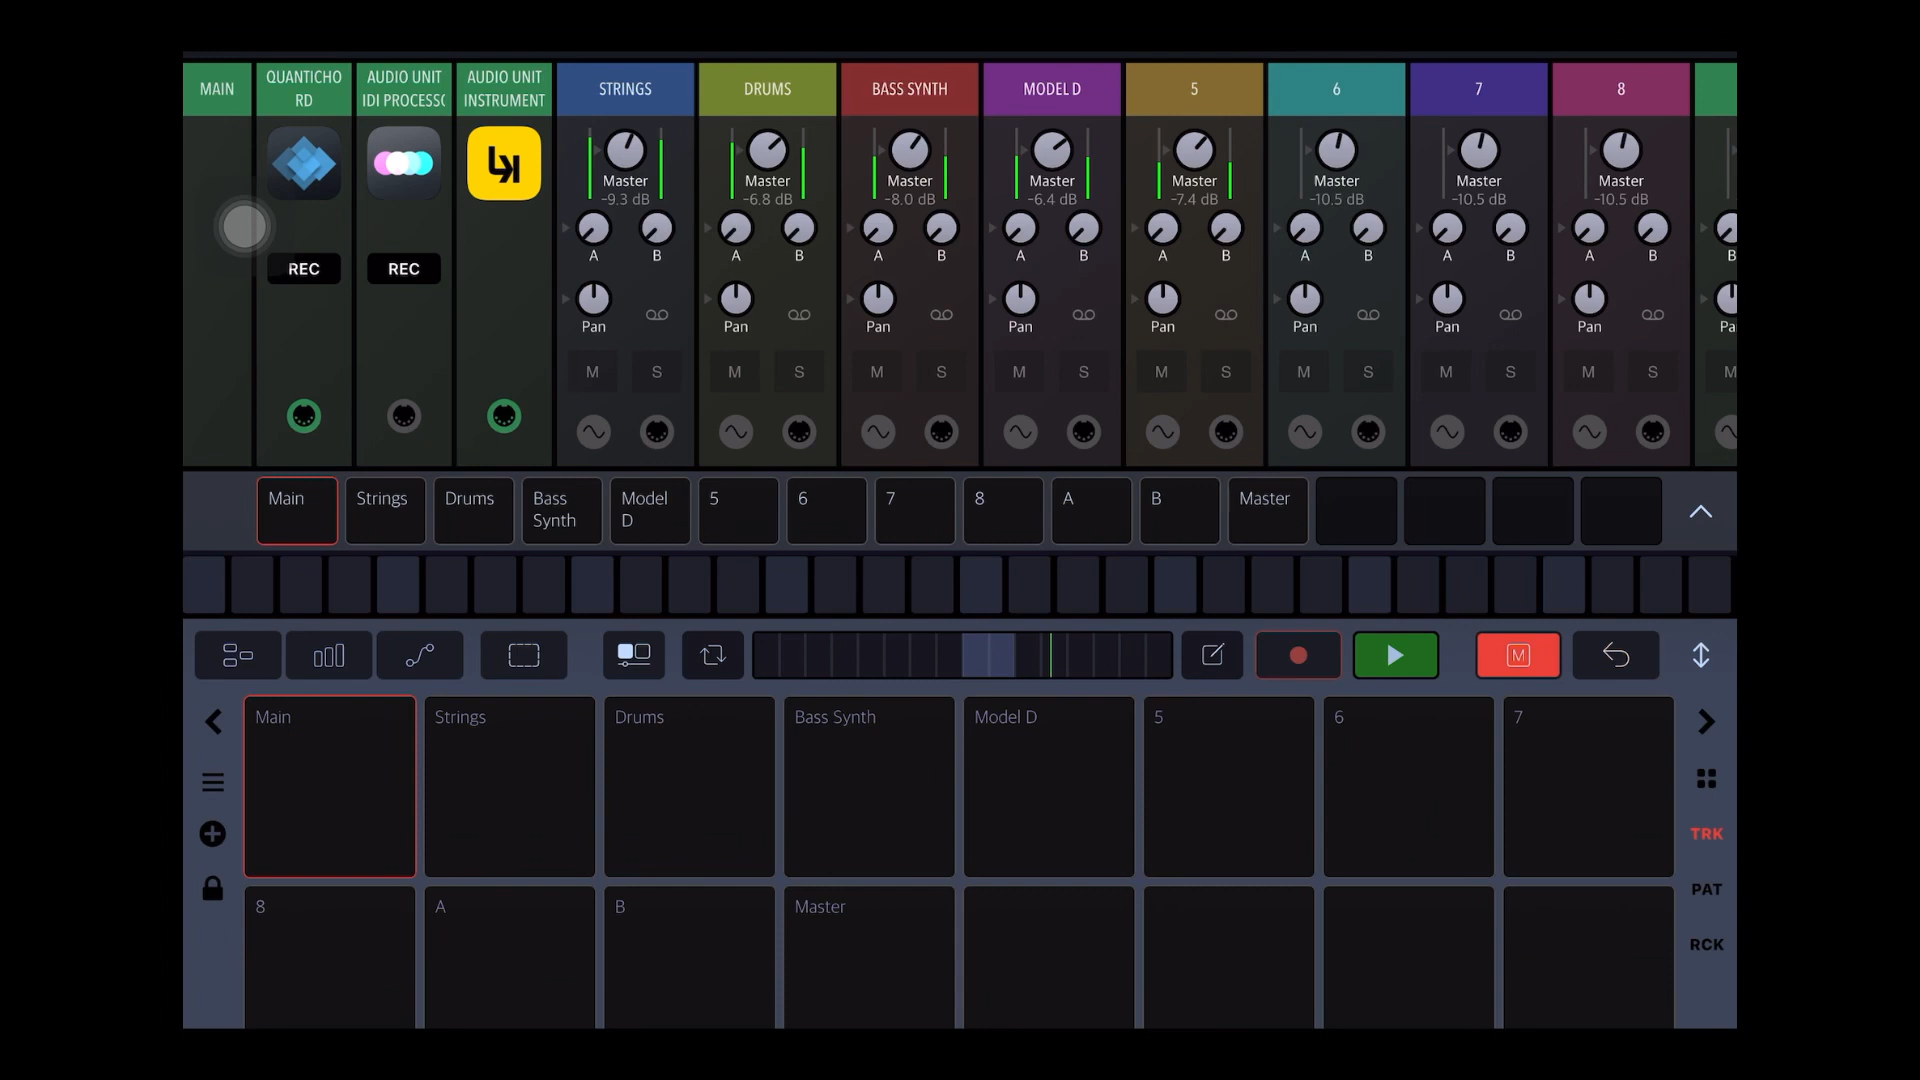 MAIN
QUANTICHO
RD
AUDIO UNIT
IDI PROCESS(
AUDIO UNIT
INSTRUMENT
STRINGS
DRUMS
BASS SYNTH
MODEL D
5
6
7
8
LK
Master
-9.3 dB
Master
-6.8 dB
Master
-8.0 dB
Master
-6.4 dB
Master
-7.4 dB
Master
-10.5 dB
Master
-10.5 dB
Master
-10.5 dB
REC
REC
A B
A B
A B
A B
A B
A B
A B
A B
B
Pan
Pan
Pan
Pan
Pan
Pan
Pan
Pan
Pa
M S
M S
M S
M S
M S
M S
M S
M S
M
Main
Strings
Drums
Bass
Synth
Model
D
5
6
7
8
A
B
Master
M
Main
Strings
Drums
Bass Synth
Model D
5
6
7
TRK
PAT
RCK
8
A
B
Master